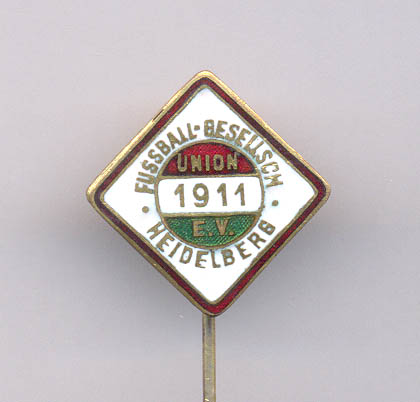 FUSSBALL-GESELLSCH.
UNION
1911
E.V.
HEIDELBERG